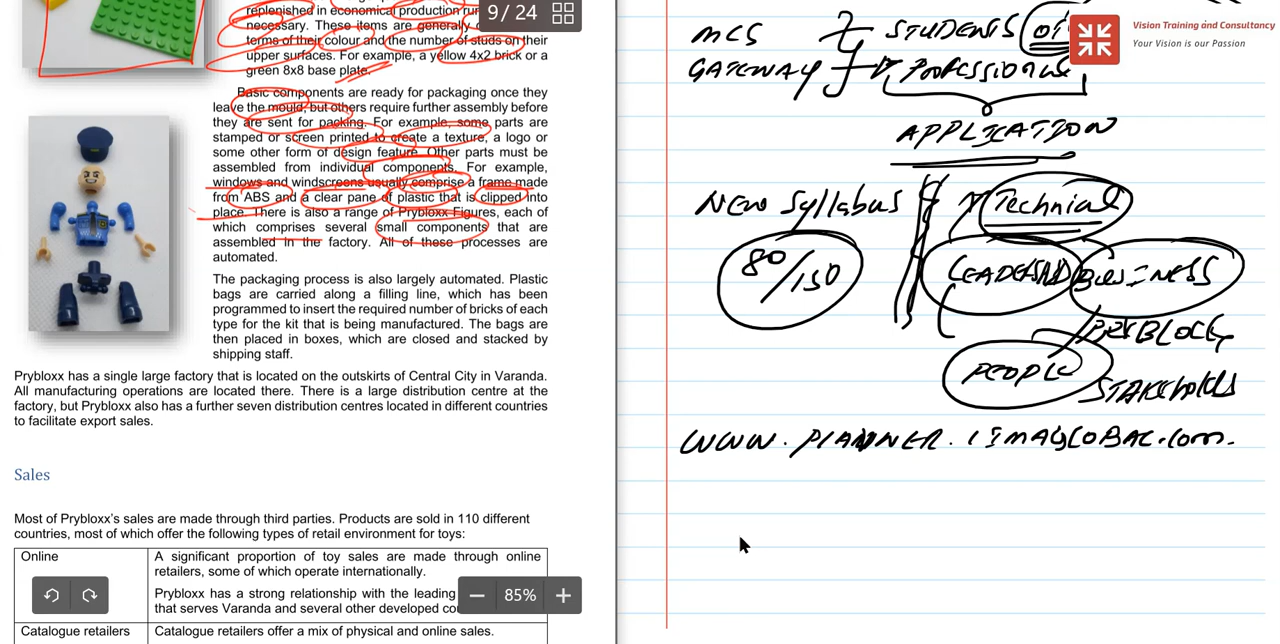 replenished in economical production
necessary. These items are generally
terms of their colour and the number of studs on their
upper surfaces. For example, a yellow 4x2 brick or a
green 8x8 base plate.
Basic components are ready for packaging once they
leave the mould, but others require further assembly before
they are sent for packing. For example, some parts are
stamped or screen printed to create a texture, a logo or
some other form of design feature. Other parts must be
assembled from individual components. For example,
windows and windscreens usually comprise a frame made
from ABS and a clear pane of plastic that is clipped into
place. There is also a range of Prybloxx Figures, each of
which comprises several small components that are
assembled in the factory. All of these processes are
automated.
The packaging process is also largely automated. Plastic
bags are carried along a filling line, which has been
programmed to insert the required number of bricks of each
type for the kit that is being manufactured. The bags are
then placed in boxes, which are closed and stacked by
shipping staff.
Prybloxx has a single large factory that is located on the outskirts of Central City in Varanda.
All manufacturing operations are located there. There is a large distribution centre at the
factory, but Prybloxx also has a further seven distribution centres located in different countries
to facilitate export sales.
Sales
Most of Prybloxx's sales are made through third parties. Products are sold in 110 different
countries, most of which offer the following types of retail environment for toys:
Online
A significant proportion of toy sales are made through online
retailers, some of which operate internationally.
Prybloxx has a strong relationship with the leading
that serves Varanda and several other developed
Catalogue retailers
Catalogue retailers offer a mix of physical and online sales.
9 / 24
85%
MCS
STUDENTS
GATEWAY
PROFESSIONALS
APPLICATION
New Syllabus
Technical
80/150
LEADERSHIP
BUSINESS
PEOPLE
STAKEHOLDERS
Vision Training and Consultancy
Your Vision is our Passion